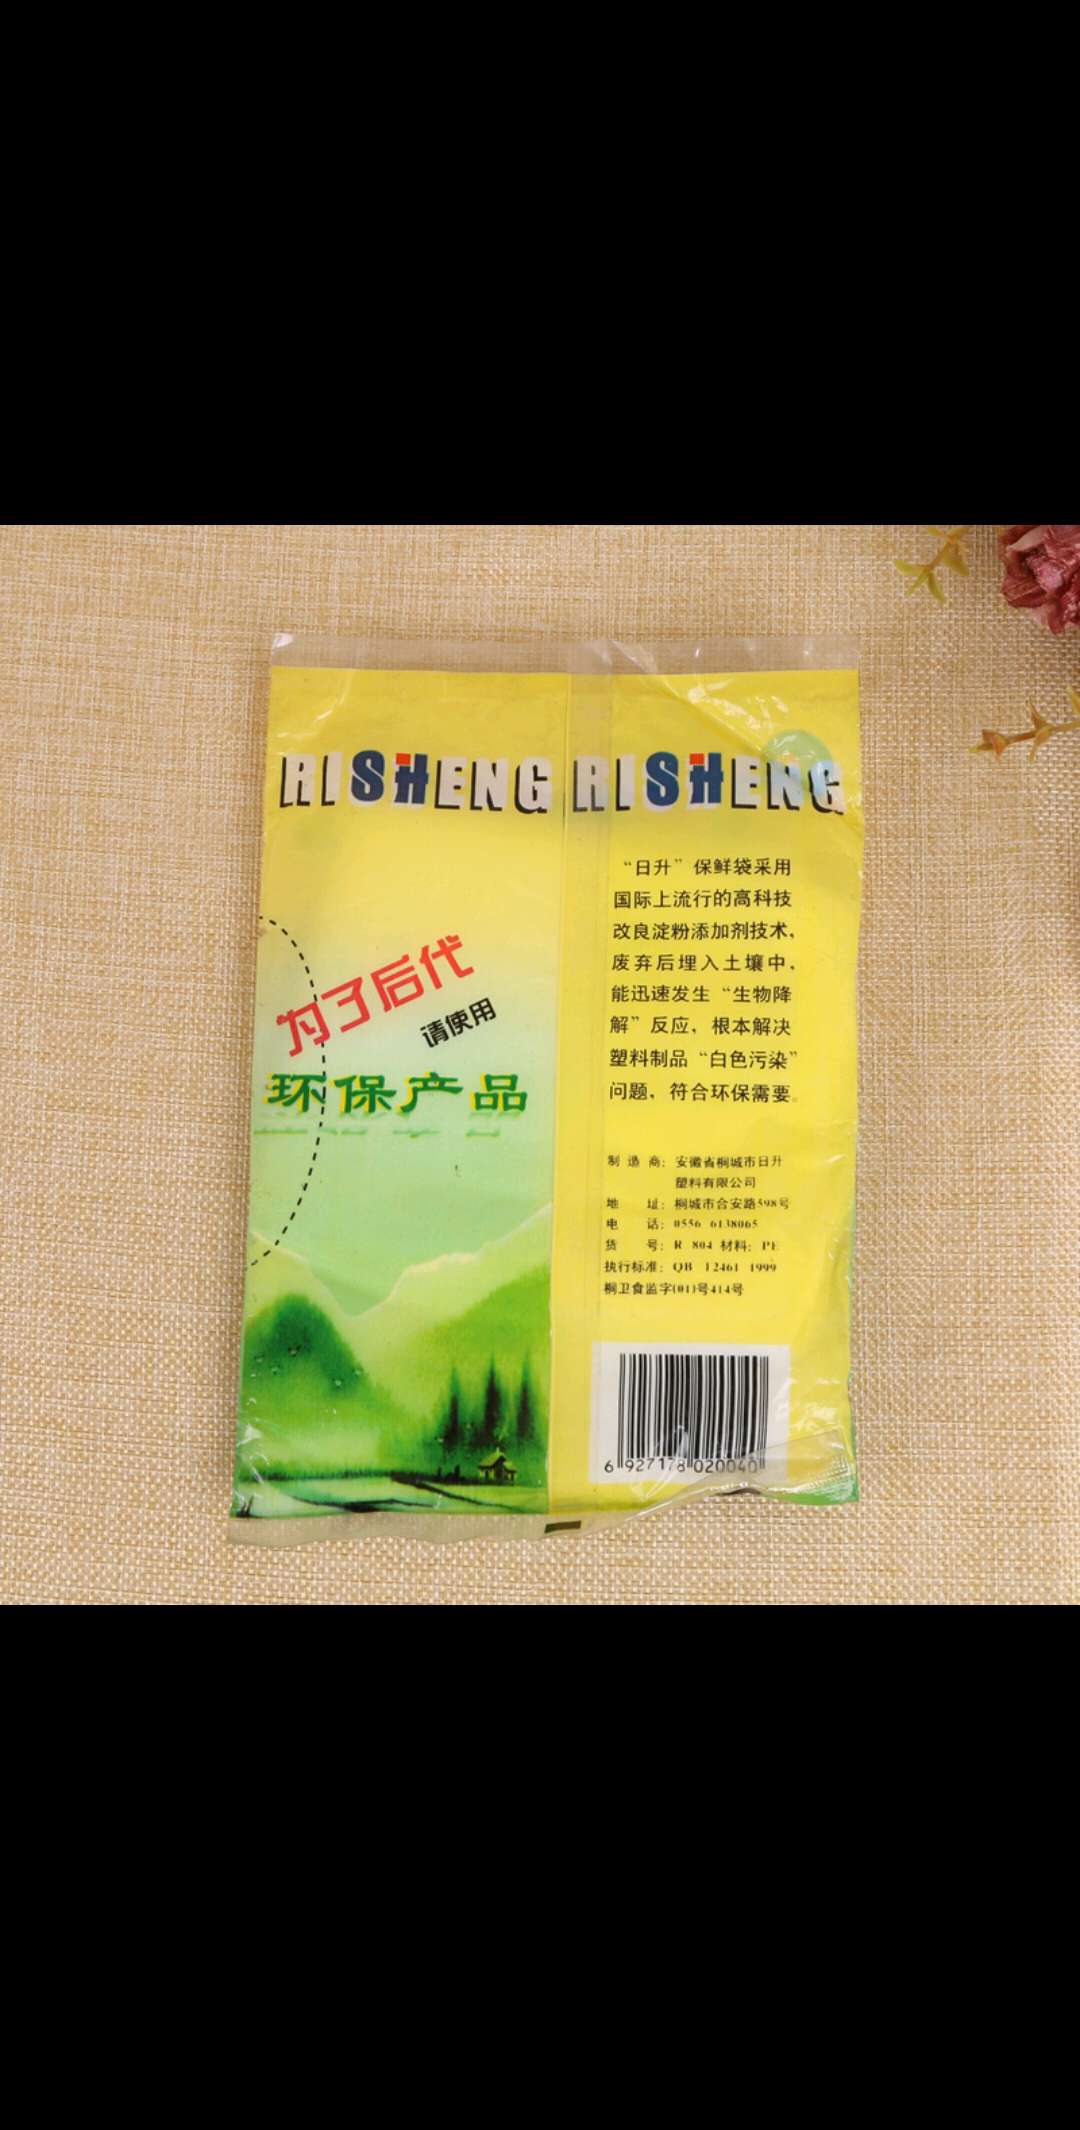 RISHENG RISHENG
为了后代
请使用
环保产品
“日升”保鲜袋采用
国际上流行的高科技
改良淀粉添加剂技术,
废弃后埋入土壤中,
能迅速发生“生物降
解”反应,根本解决
塑料制品“白色污染”
问题,符合环保需要。
制造商:安徽省桐城市日升
塑料有限公司
地址:桐城市合安路598号
电话:0556 6138065
货号:R 804 材料:PE
执行标准:QB 12461 1999
桐卫食监字(01)号414号
6 927178 020040